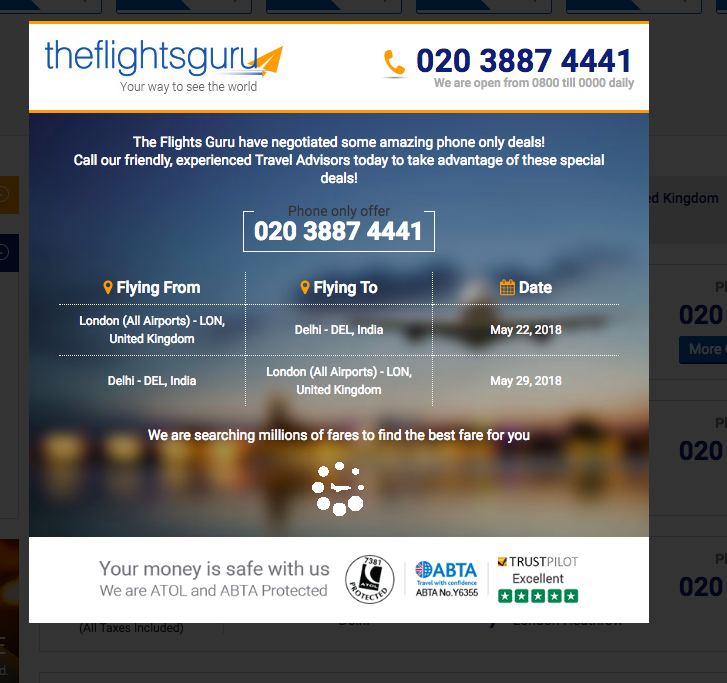 theflightsguru
Your way to see the world
020 3887 4441
We are open from 0800 till 0000 daily
The Flights Guru have negotiated some amazing phone only deals!
Call our friendly, experienced Travel Advisors today to take advantage of these special
deals!
Phone only offer
020 3887 4441
Flying From
Flying To
Date
London (All Airports) - LON,
United Kingdom
Delhi - DEL, India
May 22, 2018
Delhi - DEL, India
London (All Airports) - LON,
United Kingdom
May 29, 2018
We are searching millions of fares to find the best fare for you
Your money is safe with us
We are ATOL and ABTA Protected
7381
ATOL
PROTECTED
ABTA
Travel with confidence
ABTA No.Y6355
TRUSTPILOT
Excellent
Kingdom
020
More
020
020
(All Taxes Included)